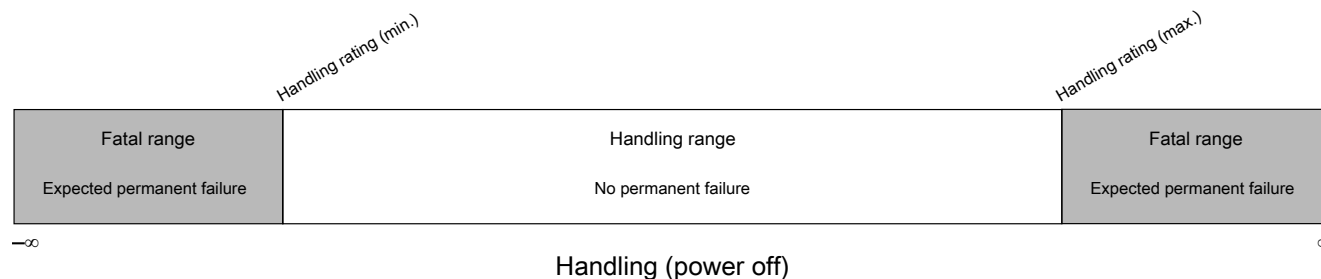 Handling rating (min.)
Handling rating (max.)
Fatal range
Handling range
Fatal range
Expected permanent failure
No permanent failure
Expected permanent failure
–∞
Handling (power off)